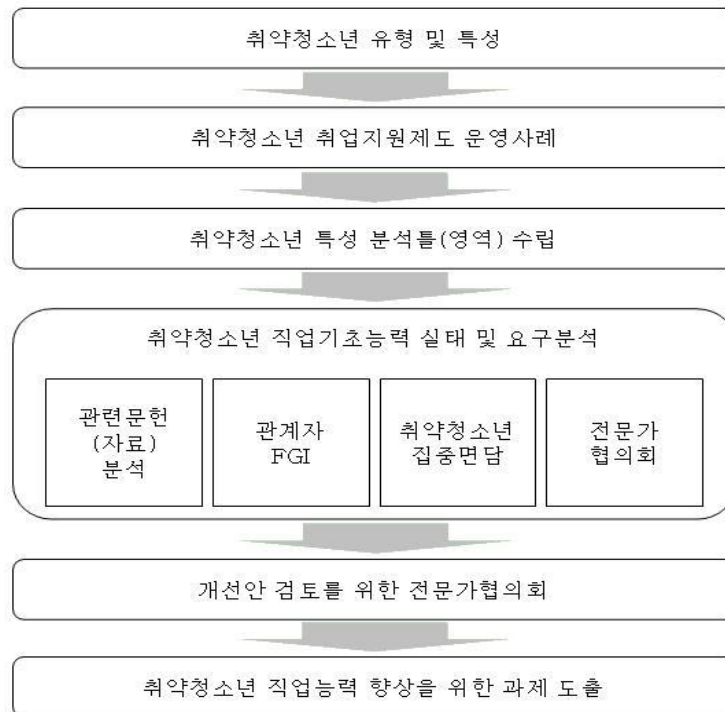 취약청소년 유형 및 특성
취약청소년 취업지원제도 운영사례
취약청소년 특성 분석틀(영역) 수립
취약청소년 직업기초능력 실태 및 요구분석
관련문헌
(자료)
분석
관계자
FGI
취약청소년
집중면담
전문가
협의회
개선안 검토를 위한 전문가협의회
취약청소년 직업능력 향상을 위한 과제 도출